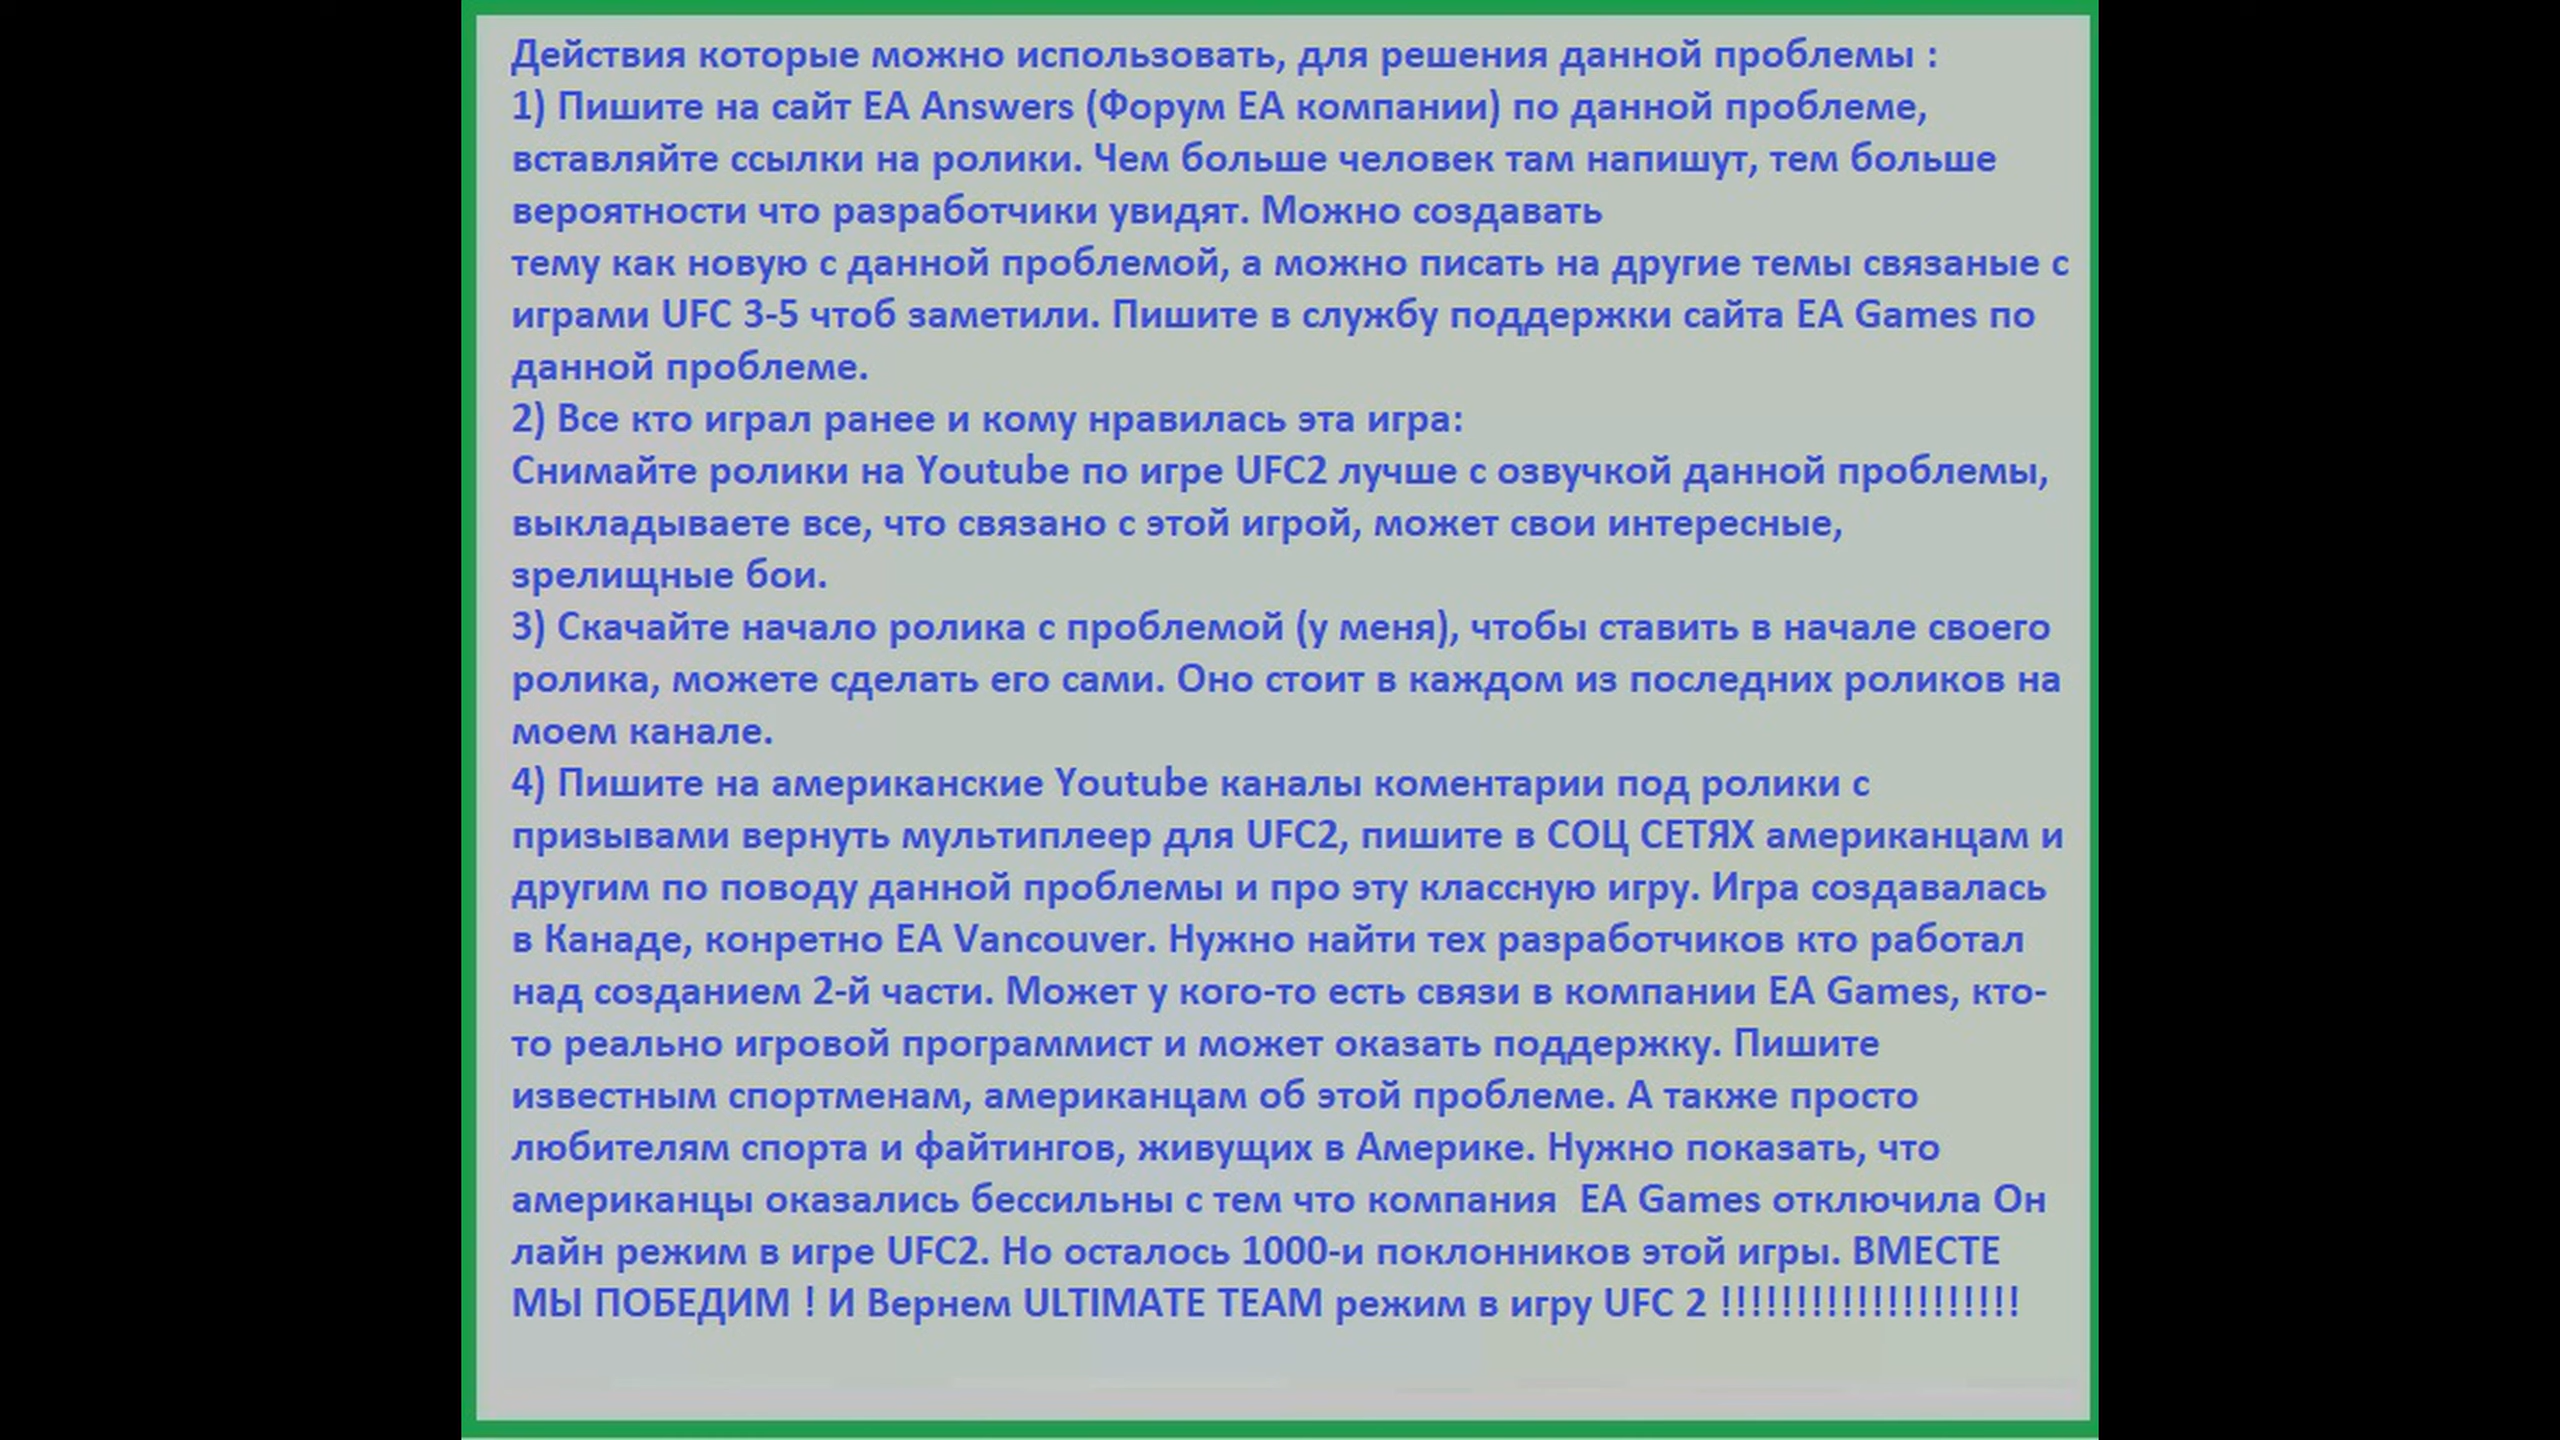 Действия которые можно использовать, для решения данной проблемы :
1) Пишите на сайт EA Answers (Форум EA компании) по данной проблеме,
вставляйте ссылки на ролики. Чем больше человек там напишут, тем больше
вероятности что разработчики увидят. Можно создавать
тему как новую с данной проблемой, а можно писать на другие темы связаные с
играми UFC 3-5 чтоб заметили. Пишите в службу поддержки сайта EA Games по
данной проблеме.
2) Все кто играл ранее и кому нравилась эта игра:
Снимайте ролики на Youtube по игре UFC2 лучше с озвучкой данной проблемы,
выкладываете все, что связано с этой игрой, может свои интересные,
зрелищные бои.
3) Скачайте начало ролика с проблемой (у меня), чтобы ставить в начале своего
ролика, можете сделать его сами. Оно стоит в каждом из последних роликов на
моем канале.
4) Пишите на американские Youtube каналы коментарии под ролики с
призывами вернуть мультиплеер для UFC2, пишите в СОЦ СЕТЯХ американцам и
другим по поводу данной проблемы и про эту классную игру. Игра создавалась
в Канаде, конретно EA Vancouver. Нужно найти тех разработчиков кто работал
над созданием 2-й части. Может у кого-то есть связи в компании EA Games, кто-
то реально игровой программист и может оказать поддержку. Пишите
известным спортменам, американцам об этой проблеме. А также просто
любителям спорта и файтингов, живущих в Америке. Нужно показать, что
американцы оказались бессильны с тем что компания  EA Games отключила Он
лайн режим в игре UFC2. Но осталось 1000-и поклонников этой игры. ВМЕСТЕ
МЫ ПОБЕДИМ ! И Вернем ULTIMATE TEAM режим в игру UFC 2 !!!!!!!!!!!!!!!!!!!!